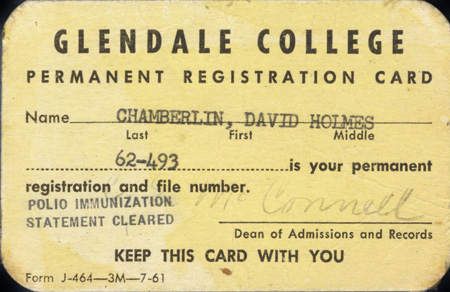 GLENDALE COLLEGE
PERMANENT REGISTRATION CARD
Name CHAMBERLIN, DAVID HOLMES
Last First Middle
62-493 is your permanent
registration and file number.
POLIO IMMUNIZATION
STATEMENT CLEARED
McConnell
Dean of Admissions and Records
KEEP THIS CARD WITH YOU
Form J-464—3M—7-61